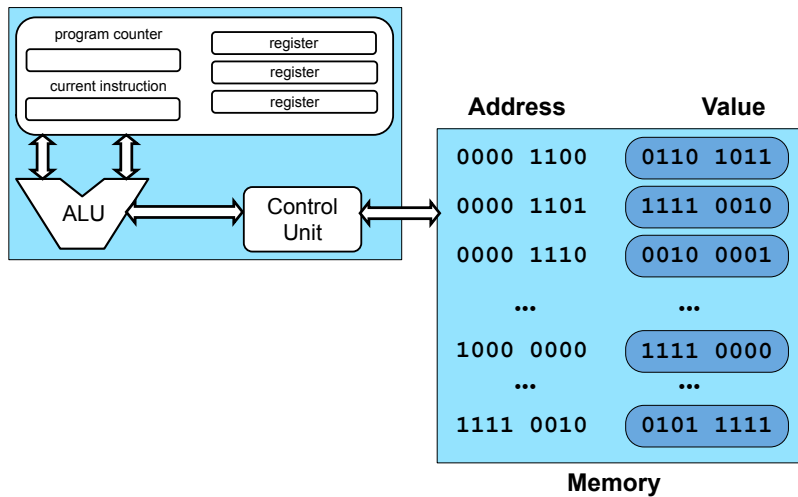 program counter
current instruction
register
register
register
ALU
Control
Unit
Address Value
0000 1100 0110 1011
0000 1101 1111 0010
0000 1110 0010 0001
... ...
1000 0000 1111 0000
... ...
1111 0010 0101 1111
Memory